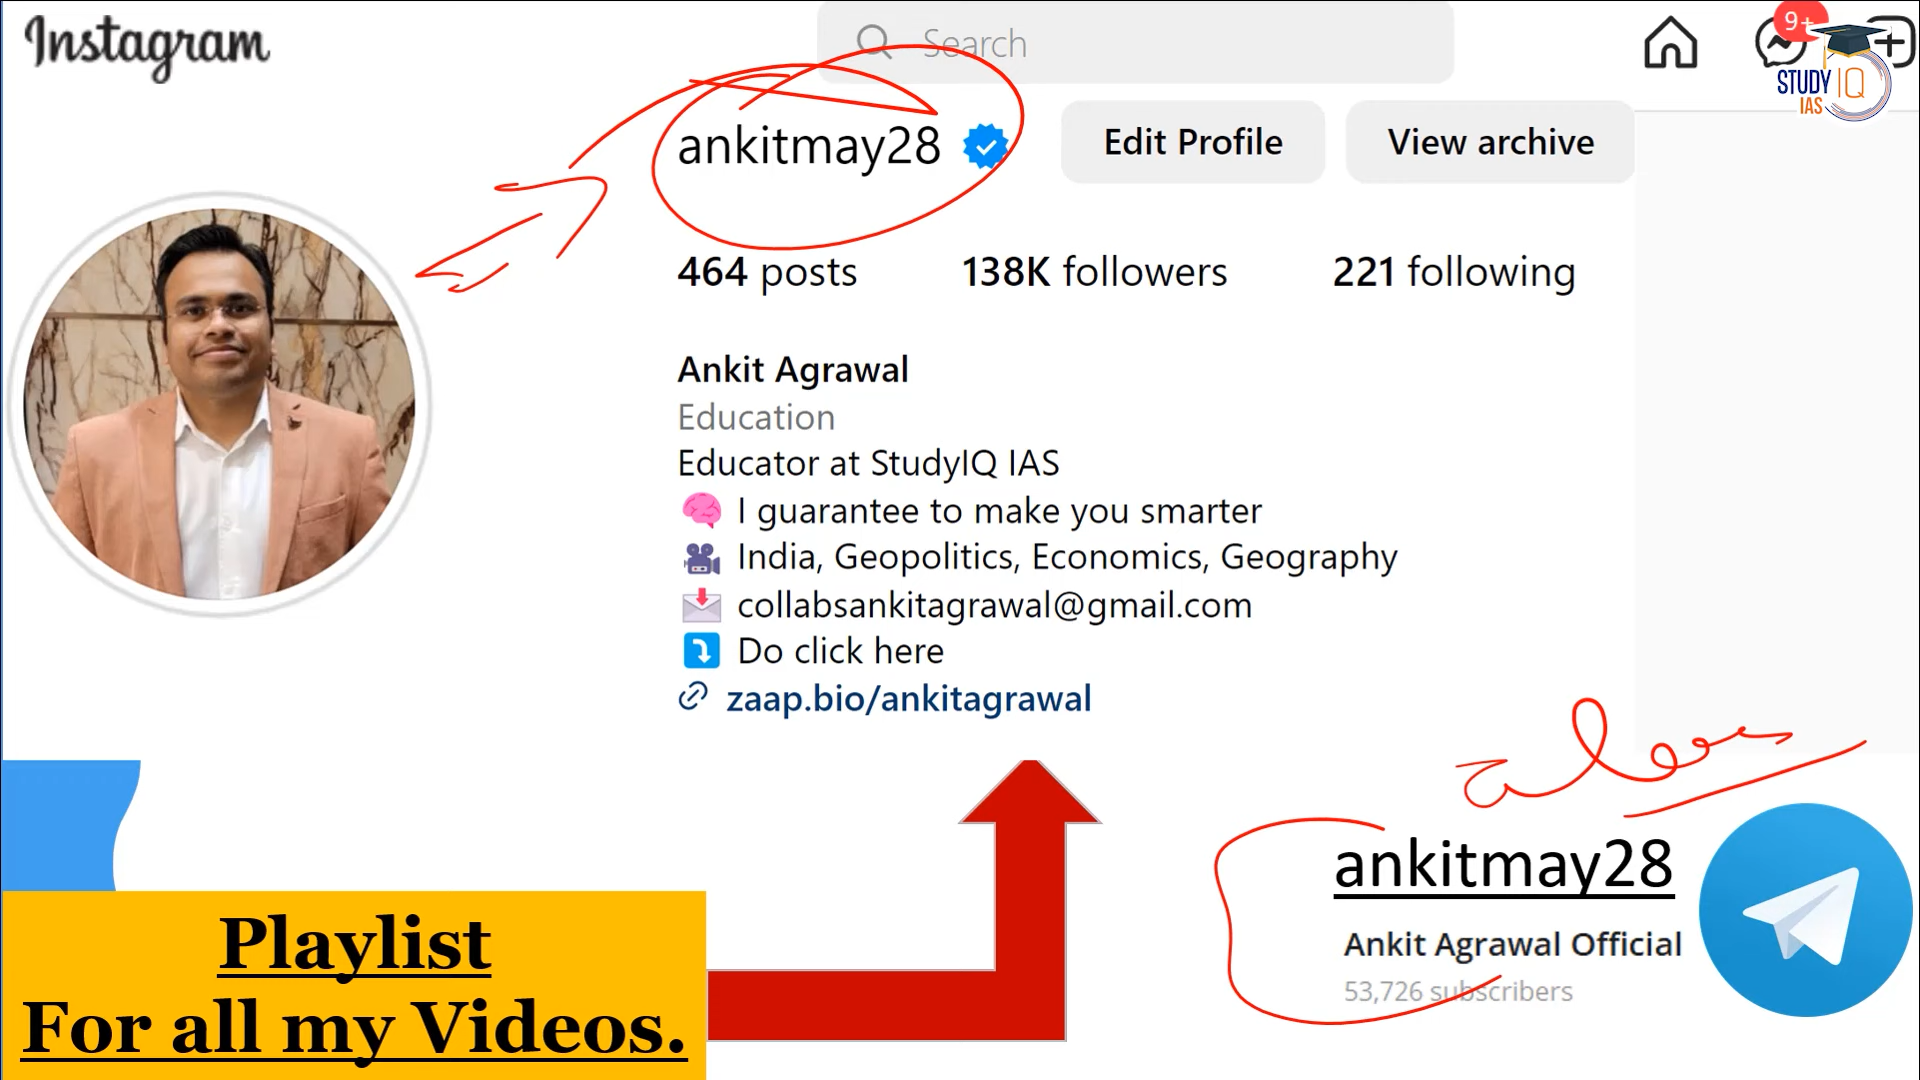 Instagram
Search
9+
STUDY IQ
IAS
ankitmay28
Edit Profile
View archive
464 posts
138K followers
221 following
Ankit Agrawal
Education
Educator at StudyIQ IAS
I guarantee to make you smarter
India, Geopolitics, Economics, Geography
collabsankitagrawal@gmail.com
Do click here
zaap.bio/ankitagrawal
ankitmay28
Ankit Agrawal Official
53,726 subscribers
Playlist
For all my Videos.